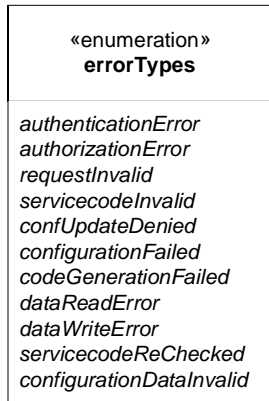 «enumeration»
errorTypes
authenticationError
authorizationError
requestInvalid
servicecodeInvalid
confUpdateDenied
configurationFailed
codeGenerationFailed
dataReadError
dataWriteError
servicecodeReChecked
configurationDataInvalid